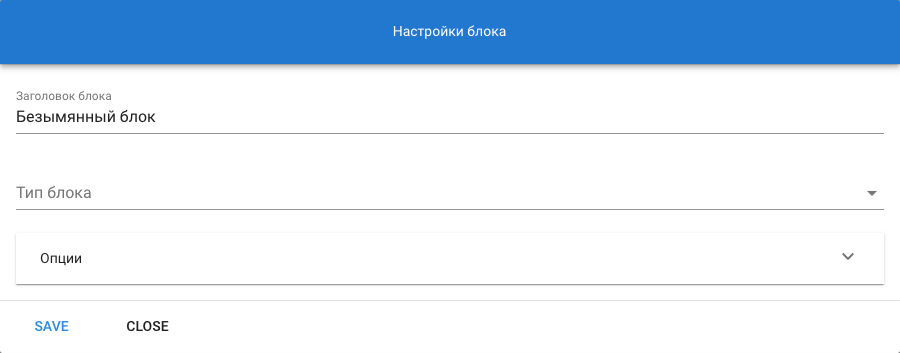 Настройки блока
Заголовок блока
Безымянный блок
Тип блока
Опции
SAVE CLOSE